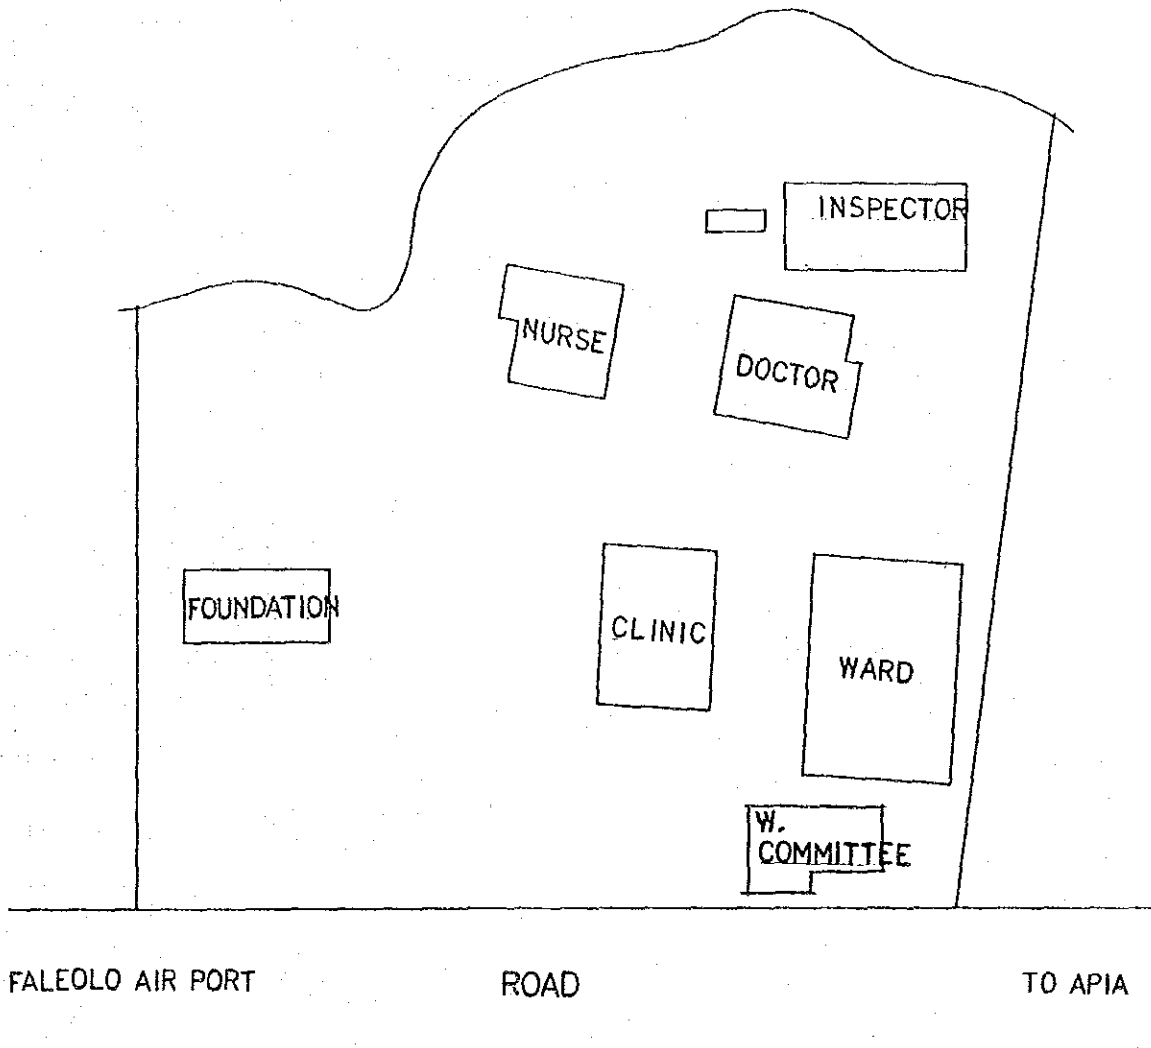 INSPECTOR
NURSE
DOCTOR
FOUNDATION
CLINIC
WARD
W.
COMMITTEE
FALEOLO AIR PORT
ROAD
TO APIA